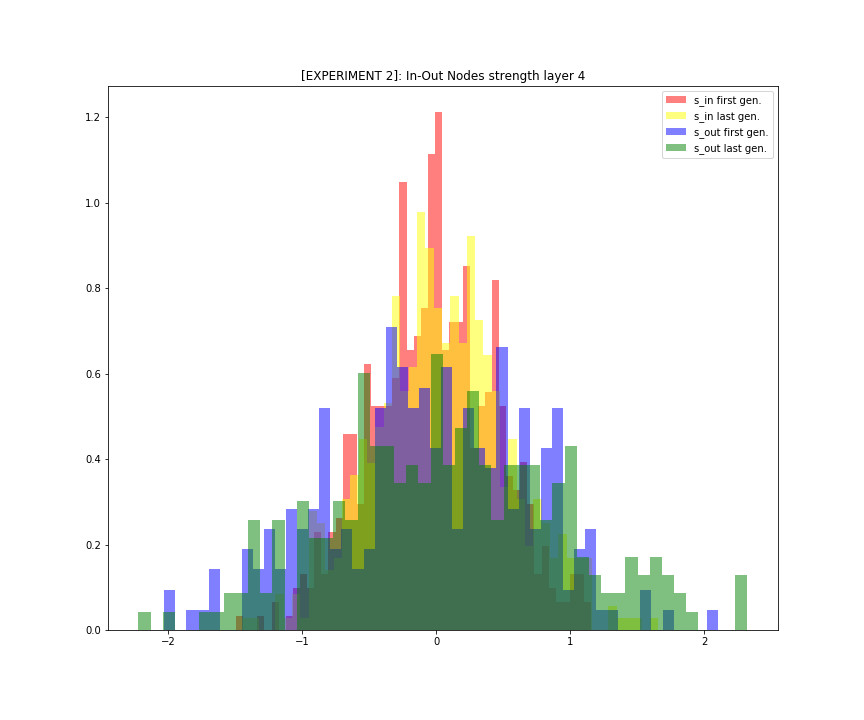 [EXPERIMENT 2]: In-Out Nodes strength layer 4
s_in first gen.
s_in last gen.
s_out first gen.
s_out last gen.
1.2
1.0
0.8
0.6
0.4
0.2
0.0
−2
−1
0
1
2